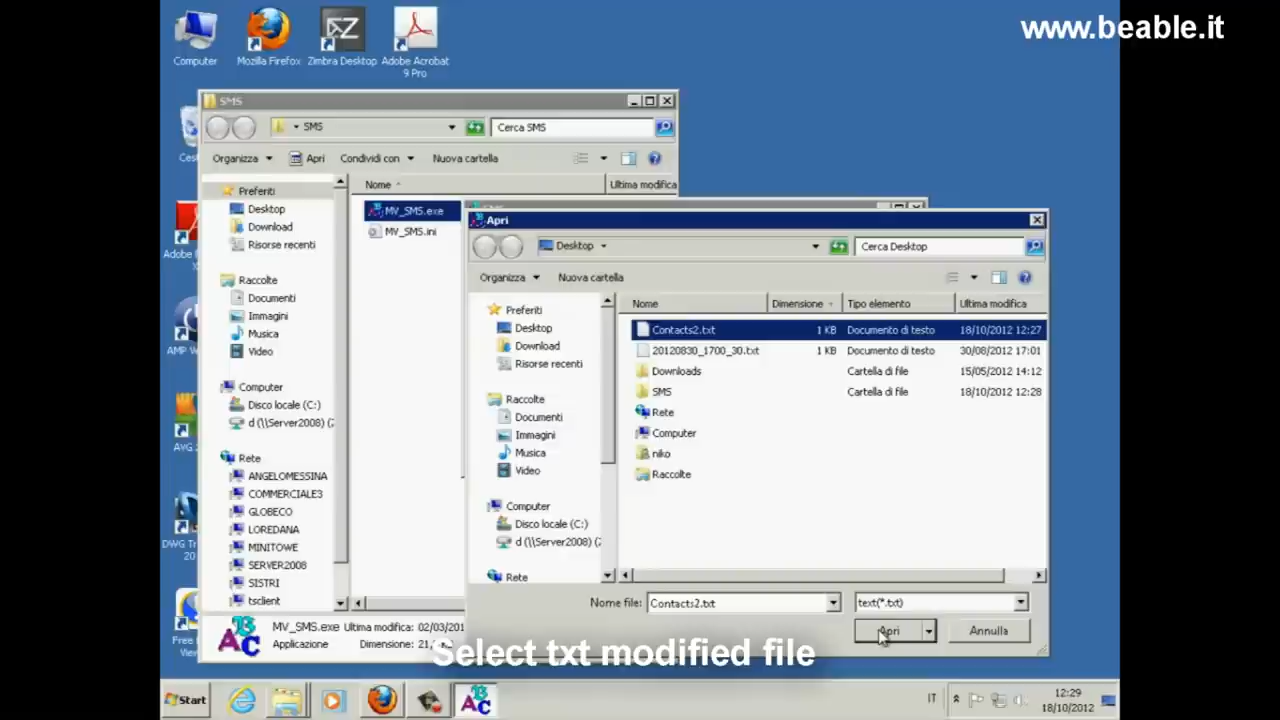 www.beable.it
Computer
Mozilla Firefox
Zimbra Desktop
Adobe Acrobat
9 Pro
SMS
SMS
Cerca SMS
Organizza
Apri
Condividi con
Nuova cartella
Nome
Ultima modifica
Preferiti
Desktop
Download
Risorse recenti
Raccolte
Documenti
Immagini
Musica
Video
Computer
Disco locale (C:)
d (\\Server2008) (
Rete
ANGELOMESSINA
COMMERCIALE3
GLOBECO
LOREDANA
MINITOWE
SERVER2008
SISTRI
tsclient
MV_SMS.exe
MV_SMS.ini
MV_SMS.exe Ultima modifica: 02/03/201
Applicazione Dimensione: 21,
Apri
Desktop
Cerca Desktop
Organizza
Nuova cartella
Preferiti
Desktop
Download
Risorse recenti
Raccolte
Documenti
Immagini
Musica
Video
Computer
Disco locale (C:)
d (\\Server2008) (
Rete
Nome Dimensione Tipo elemento Ultima modifica
Contacts2.txt 1 KB Documento di testo 18/10/2012 12:27
20120830_1700_30.txt 1 KB Documento di testo 30/08/2012 17:01
Downloads Cartella di file 15/05/2012 14:12
SMS Cartella di file 18/10/2012 12:28
Rete
Computer
niko
Raccolte
Nome file: Contacts2.txt
text(*.txt)
Apri
Annulla
Select txt modified file
Start
IT
12:29
18/10/2012